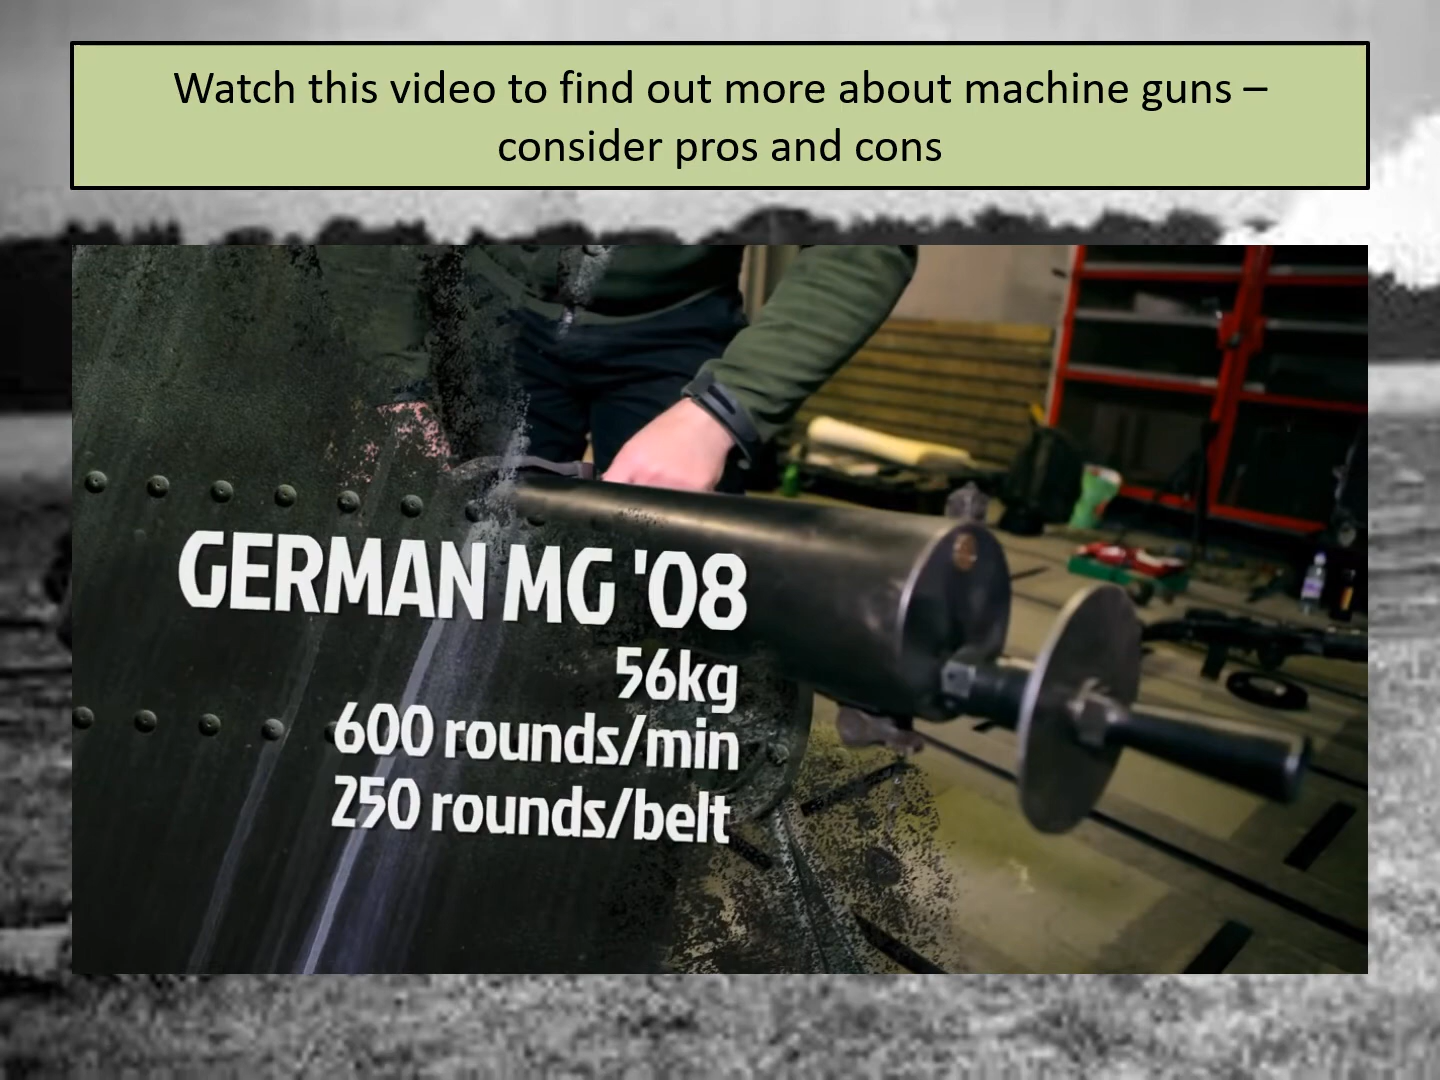 Watch this video to find out more about machine guns –
consider pros and cons
GERMAN MG '08
56kg
600 rounds/min
250 rounds/belt